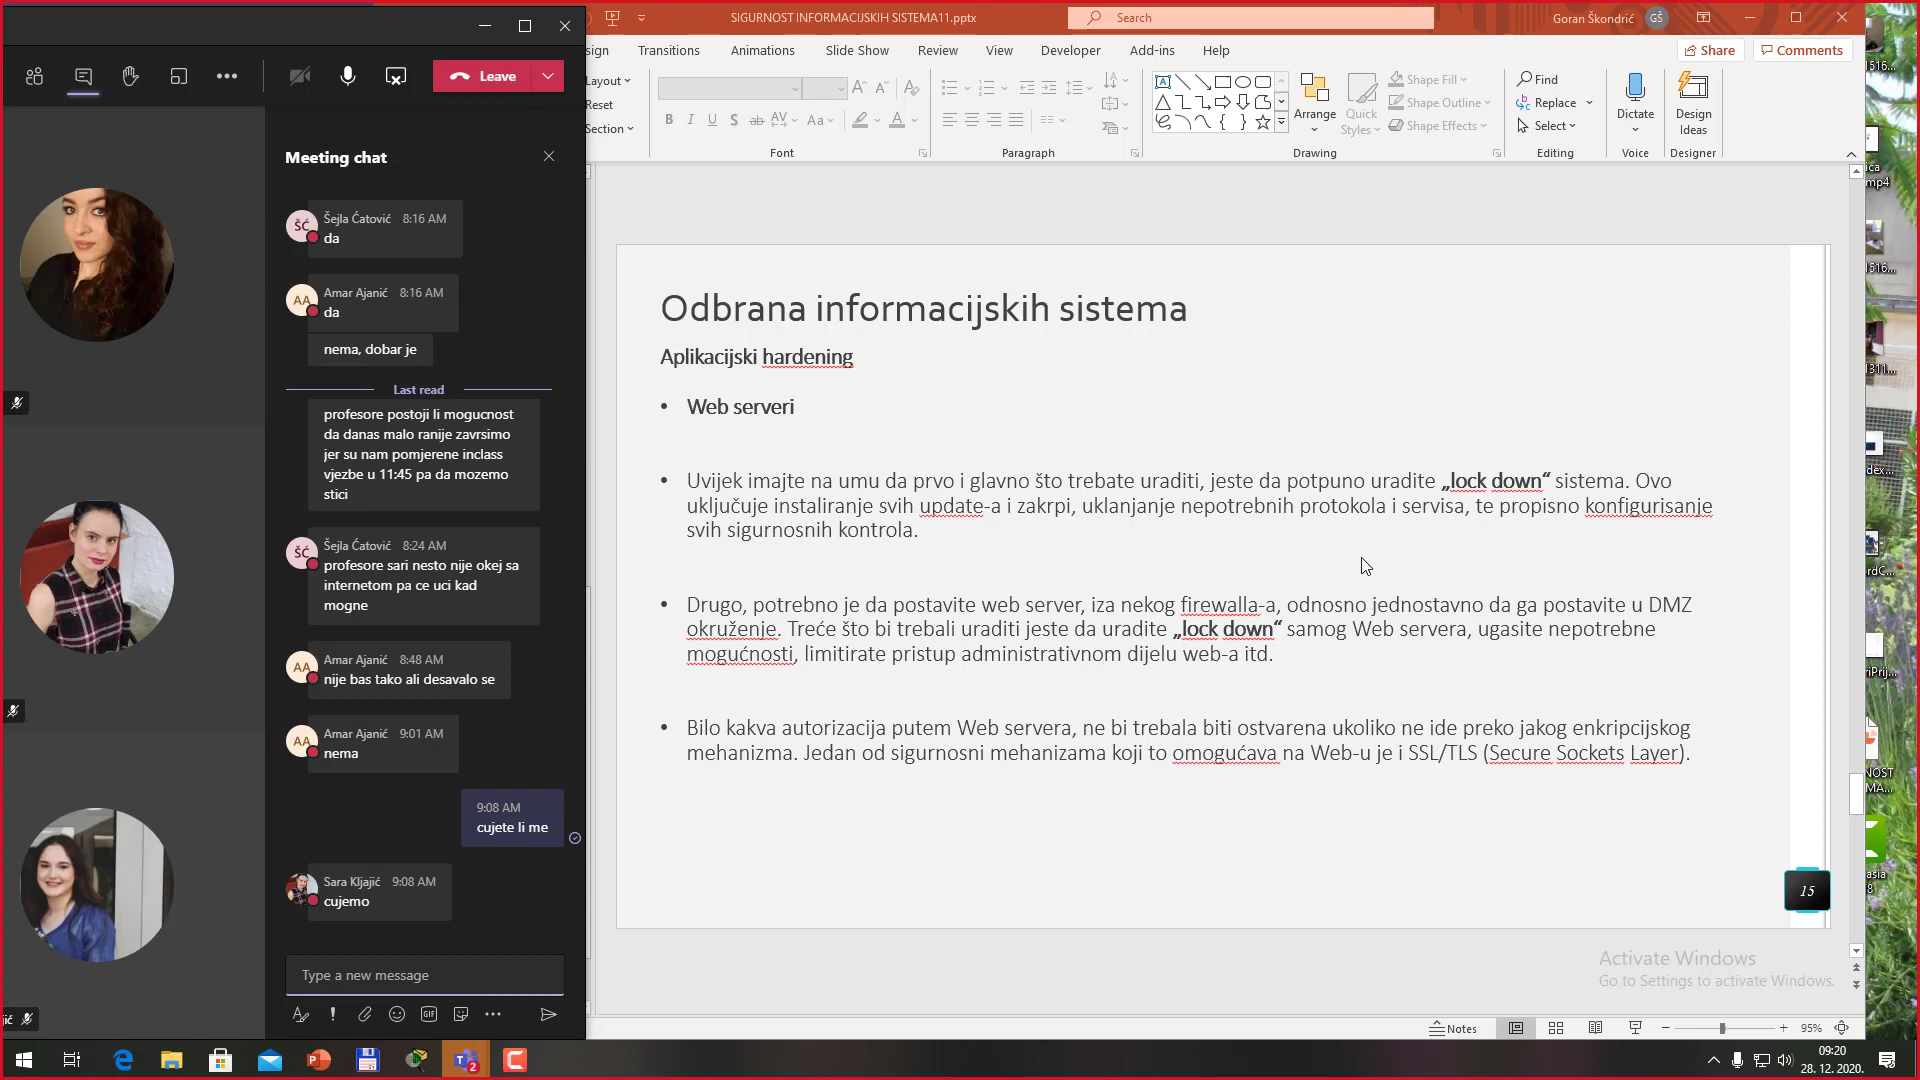 SIGURNOST INFORMACIJSKIH SISTEMA11.pptx
Search
Goran Škondrić
GŠ
Transitions
Animations
Slide Show
Review
View
Developer
Add-ins
Help
Share
Comments
Leave
Layout
Reset
Section
Shape Fill
Shape Outline
Shape Effects
Arrange
Quick
Styles
Find
Replace
Select
Dictate
Design
Ideas
Font
Paragraph
Drawing
Editing
Voice
Designer
Meeting chat
ŠĆ
Šejla Ćatović 8:16 AM
da
AA
Amar Ajanić 8:16 AM
da
nema, dobar je
Last read
profesore postoji li mogucnost
da danas malo ranije zavrsimo
jer su nam pomjerene inclass
vjezbe u 11:45 pa da mozemo
stici
ŠĆ
Šejla Ćatović 8:24 AM
profesore sari nesto nije okej sa
internetom pa ce uci kad
mogne
AA
Amar Ajanić 8:48 AM
nije bas tako ali desavalo se
AA
Amar Ajanić 9:01 AM
nema
9:08 AM
cujete li me
Sara Kljajić 9:08 AM
cujemo
Type a new message
Odbrana informacijskih sistema
Aplikacijski hardening
• Web serveri
• Uvijek imajte na umu da prvo i glavno što trebate uraditi, jeste da potpuno uradite „lock down“ sistema. Ovo
uključuje instaliranje svih update-a i zakrpi, uklanjanje nepotrebnih protokola i servisa, te propisno konfigurisanje
svih sigurnosnih kontrola.
• Drugo, potrebno je da postavite web server, iza nekog firewalla-a, odnosno jednostavno da ga postavite u DMZ
okruženje. Treće što bi trebali uraditi jeste da uradite „lock down“ samog Web servera, ugasite nepotrebne
mogućnosti, limitirate pristup administrativnom dijelu web-a itd.
• Bilo kakva autorizacija putem Web servera, ne bi trebala biti ostvarena ukoliko ne ide preko jakog enkripcijskog
mehanizma. Jedan od sigurnosni mehanizama koji to omogućava na Web-u je i SSL/TLS (Secure Sockets Layer).
15
Activate Windows
Go to Settings to activate Windows.
Notes
95%
09:20
28. 12. 2020.